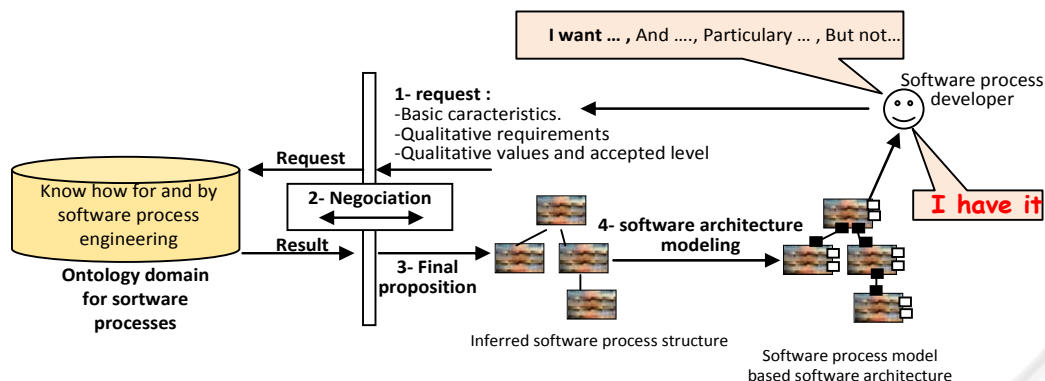 I want … , And …., Particulary … , But not…
Software process
developer
1- request :
-Basic caracteristics.
-Qualitative requirements
-Qualitative values and accepted level
Request
Know how for and by
software process
engineering
2- Negociation
I have it
4- software architecture
modeling
Result
3- Final
proposition
Ontology domain
for sortware
processes
Inferred software process structure
Software process model
based software architecture